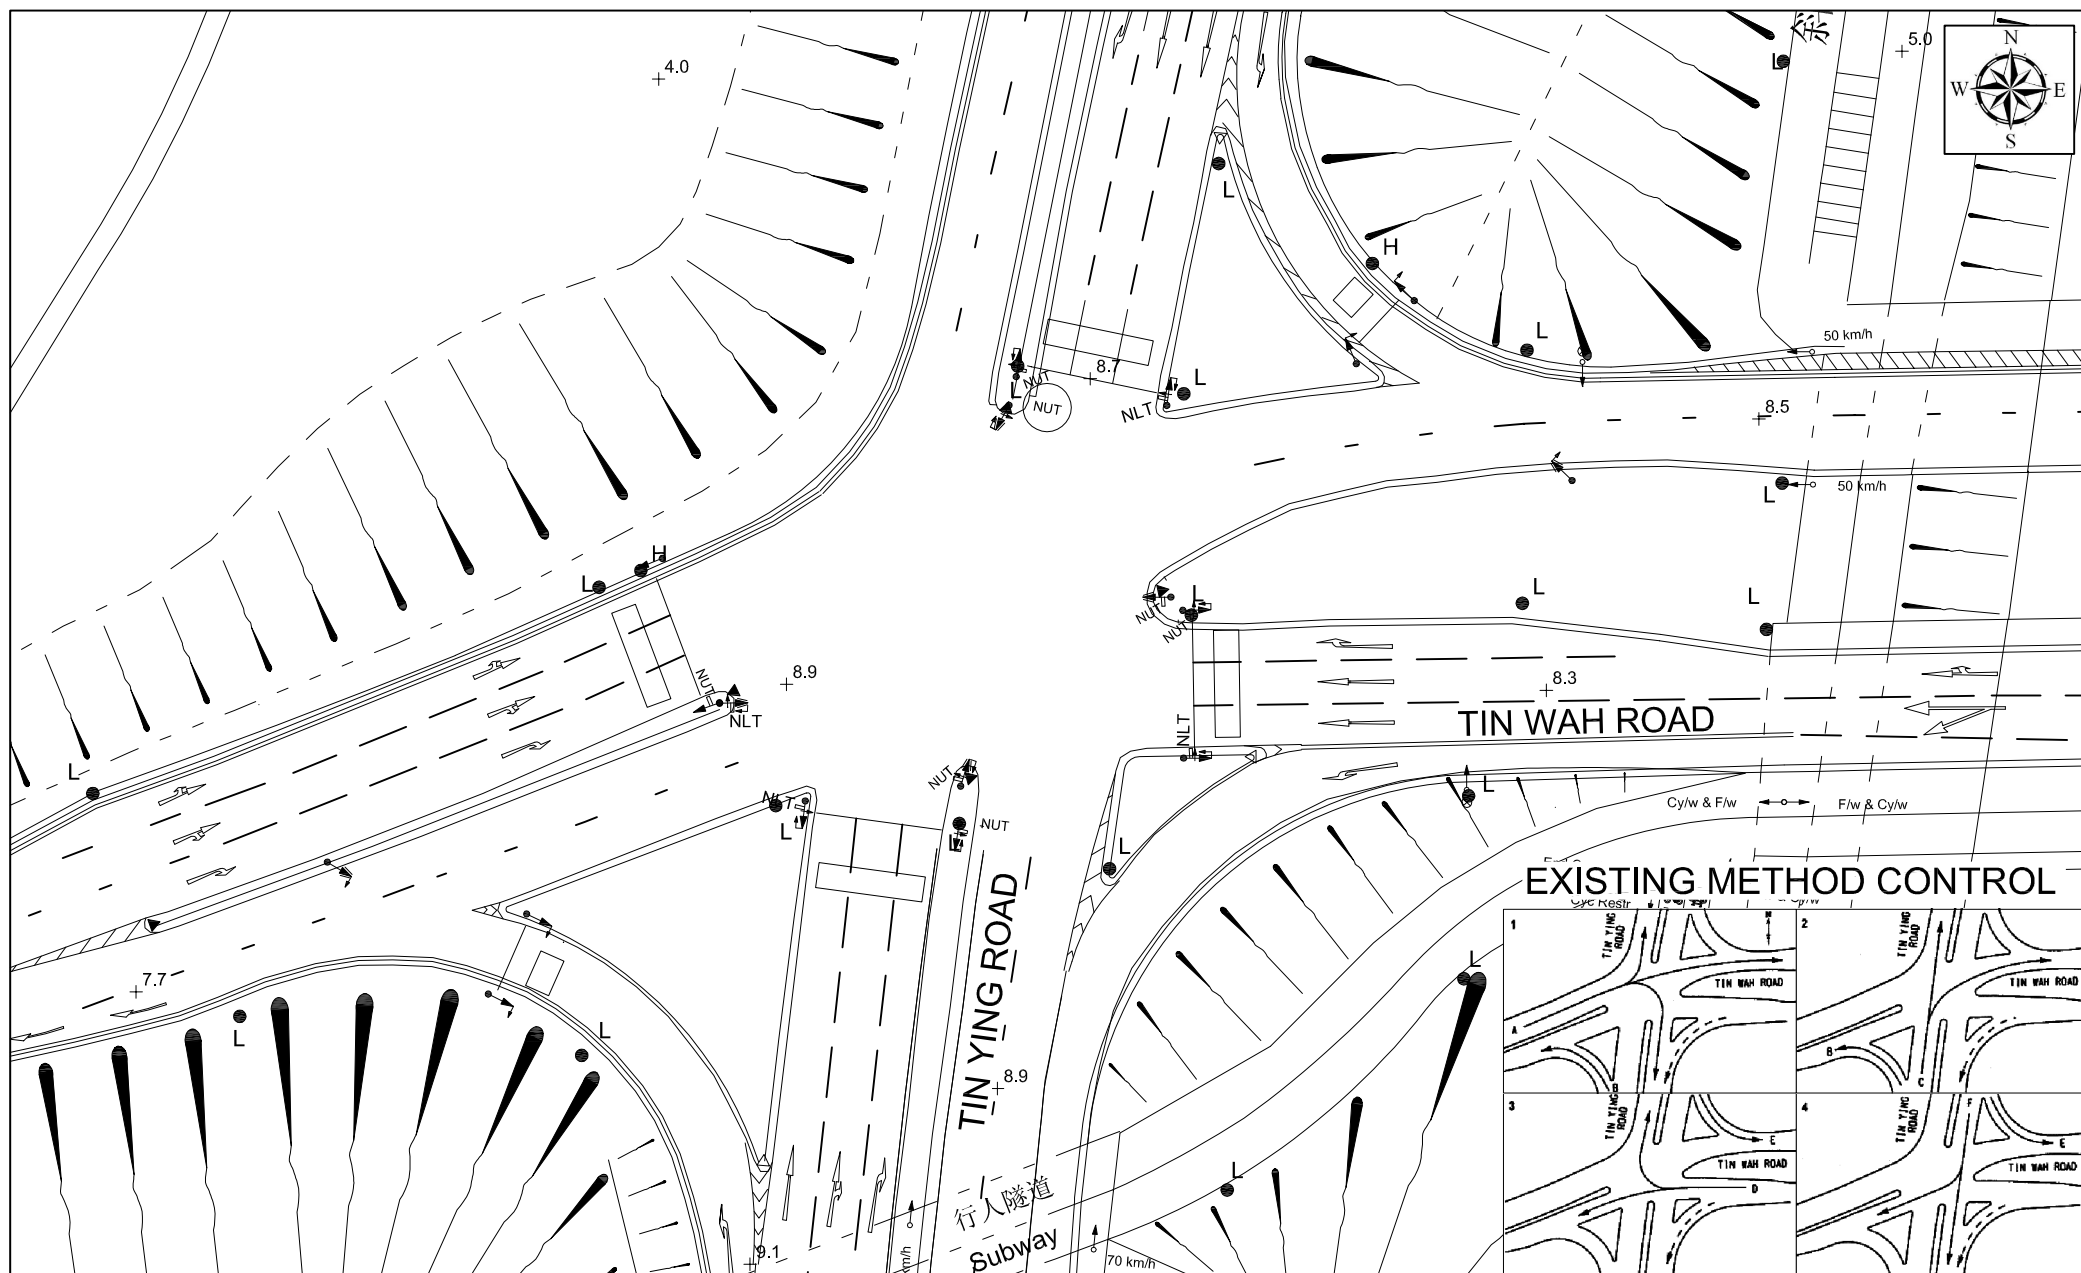 4.0
5.0
N
W
E
S
L
L
H
L
50 km/h
8.7
L
NUT
L
NUT
NLT
8.5
L
50 km/h
H
L
L
NUT
NUT
L
L
8.9
NUT
NLT
8.3
TIN WAH ROAD
NLT
L
L
NLT
L
NUT
NUT
L
L
Cy/w & F/w
F/w & Cy/w
EXISTING METHOD CONTROL
Cyc Restr
TIN YING ROAD
7.7
L
L
L
8.9
L
行人隧道
Subway
9.1
km/h
70 km/h
1
TIN YING
ROAD
TIN WAH ROAD
A
B
2
TIN YING
ROAD
TIN WAH ROAD
B
C
3
TIN YING
ROAD
E
TIN WAH ROAD
D
4
TIN YING
ROAD
F
E
TIN WAH ROAD